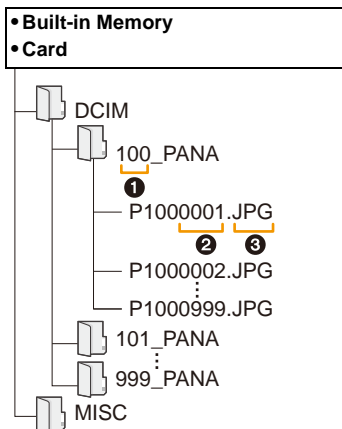 • Built-in Memory
• Card
DCIM
100_PANA
❶
P1000001.JPG
❷ ❸
P1000002.JPG
P1000999.JPG
101_PANA
999_PANA
MISC